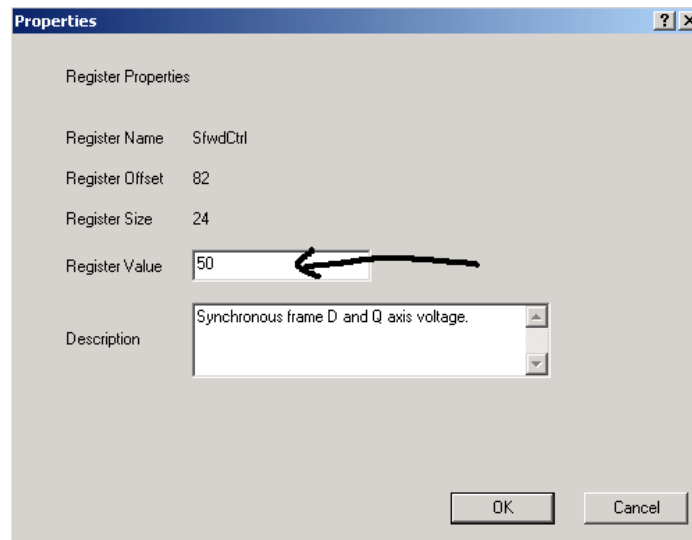 Properties
Register Properties
Register Name SfwdCtrl
Register Offset 82
Register Size 24
Register Value 50
Description Synchronous frame D and Q axis voltage.
OK Cancel